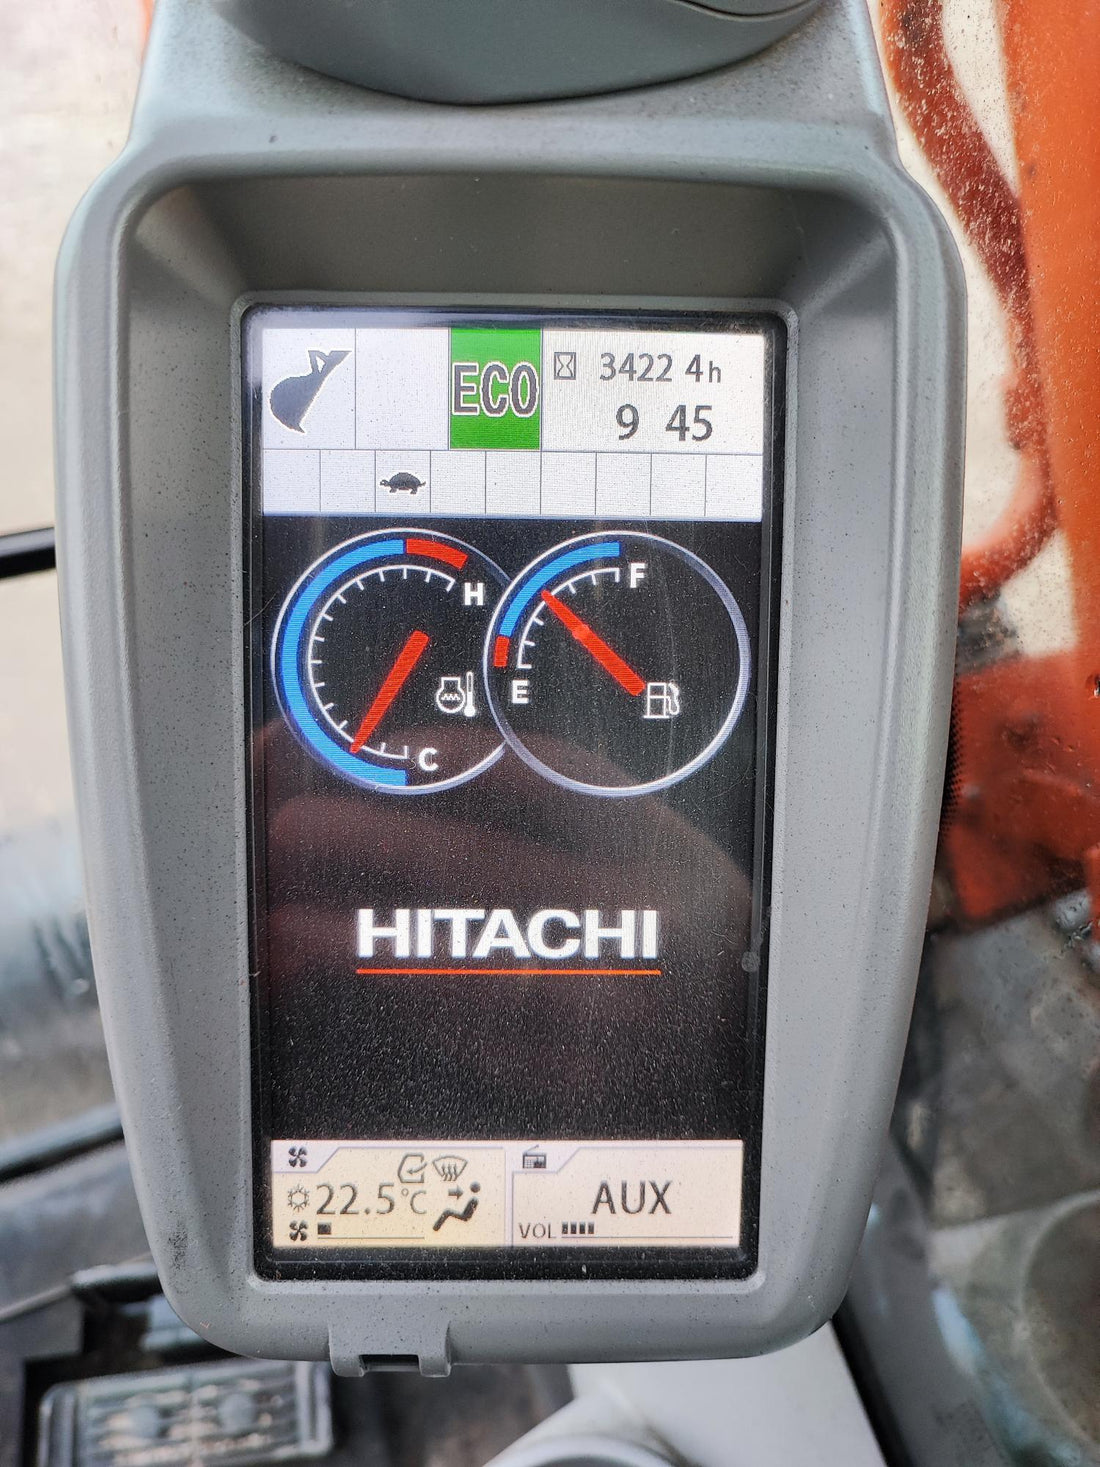 ECO
3422 4h
9 45
H
F
E
C
HITACHI
22.5°C
AUX
VOL